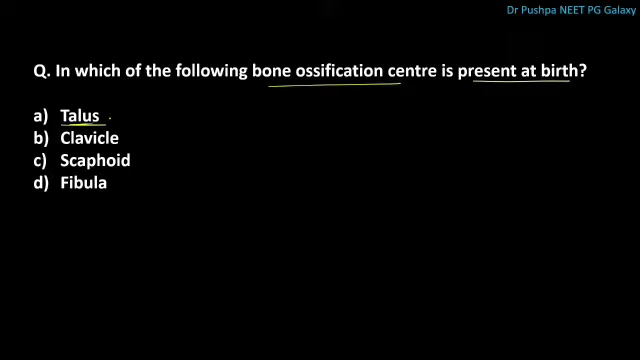 Dr Pushpa NEET PG Galaxy
Q. In which of the following bone ossification centre is present at birth?
a) Talus
b) Clavicle
c) Scaphoid
d) Fibula